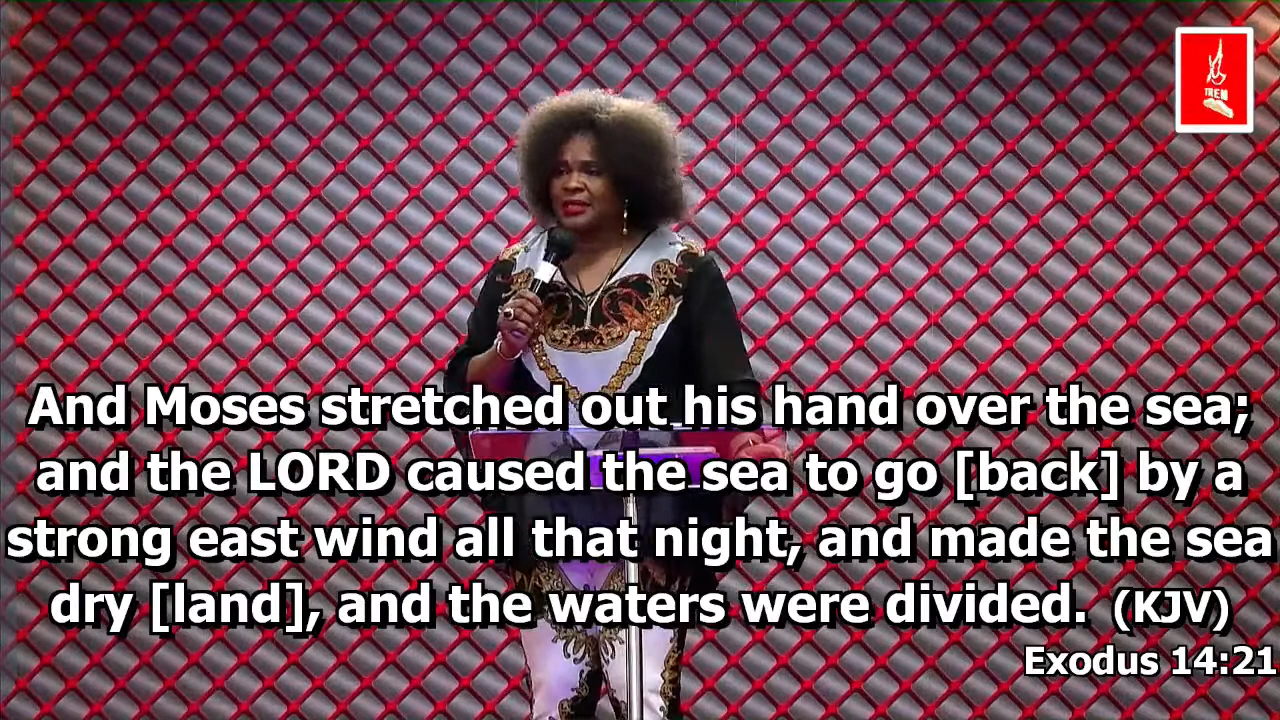 TREM
And Moses stretched out his hand over the sea;
and the LORD caused the sea to go [back] by a
strong east wind all that night, and made the sea
dry [land], and the waters were divided. (KJV)
Exodus 14:21